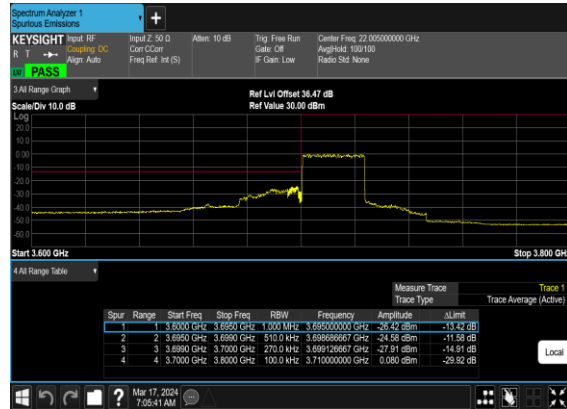 Spectrum Analyzer 1
Spurious Emissions
+
KEYSIGHT
R T
LW PASS
Input: RF
Coupling: DC
Align: Auto
Input Z: 50 Ω
Corr CCorr
Freq Ref: Int (S)
Atten: 10 dB
Trig: Free Run
Gate: Off
IF Gain: Low
Center Freq: 22.005000000 GHz
Avg|Hold: 100/100
Radio Std: None
3 All Range Graph
Scale/Div 10.0 dB
Ref Lvl Offset 36.47 dB
Ref Value 30.00 dBm
Log
20.0
10.0
0.00
-10.0
-20.0
-30.0
-40.0
-50.0
-60.0
Start 3.600 GHz
Stop 3.800 GHz
4 All Range Table
Measure Trace Trace 1
Trace Type Trace Average (Active)
Spur Range Start Freq Stop Freq RBW Frequency Amplitude ΔLimit
1 1 3.6000 GHz 3.6950 GHz 1.000 MHz 3.695000000 GHz -26.42 dBm -13.42 dB
2 2 3.6950 GHz 3.6990 GHz 510.0 kHz 3.698686667 GHz -24.58 dBm -11.58 dB
3 3 3.6990 GHz 3.7000 GHz 270.0 kHz 3.699126667 GHz -27.91 dBm -14.91 dB
4 4 3.7000 GHz 3.8000 GHz 100.0 kHz 3.710000000 GHz 0.080 dBm -29.92 dB
Local
?
Mar 17, 2024
7:05:41 AM